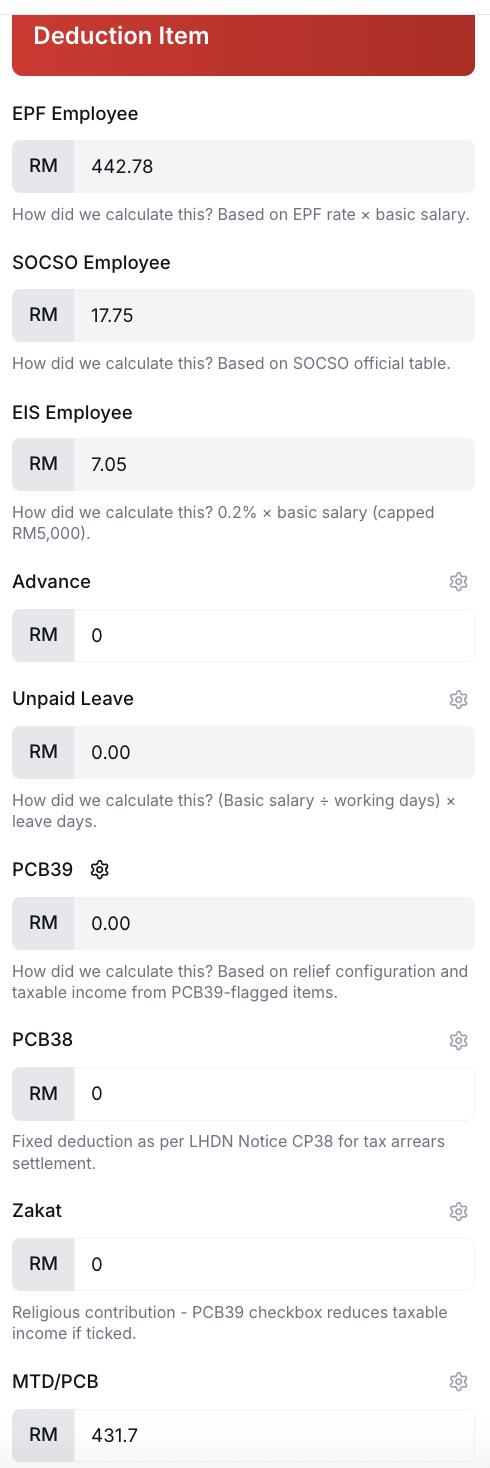 Deduction Item
EPF Employee
RM 442.78
How did we calculate this? Based on EPF rate × basic salary.
SOCSO Employee
RM 17.75
How did we calculate this? Based on SOCSO official table.
EIS Employee
RM 7.05
How did we calculate this? 0.2% × basic salary (capped
RM5,000).
Advance
RM 0
Unpaid Leave
RM 0.00
How did we calculate this? (Basic salary ÷ working days) ×
leave days.
PCB39
RM 0.00
How did we calculate this? Based on relief configuration and
taxable income from PCB39-flagged items.
PCB38
RM 0
Fixed deduction as per LHDN Notice CP38 for tax arrears
settlement.
Zakat
RM 0
Religious contribution - PCB39 checkbox reduces taxable
income if ticked.
MTD/PCB
RM 431.7